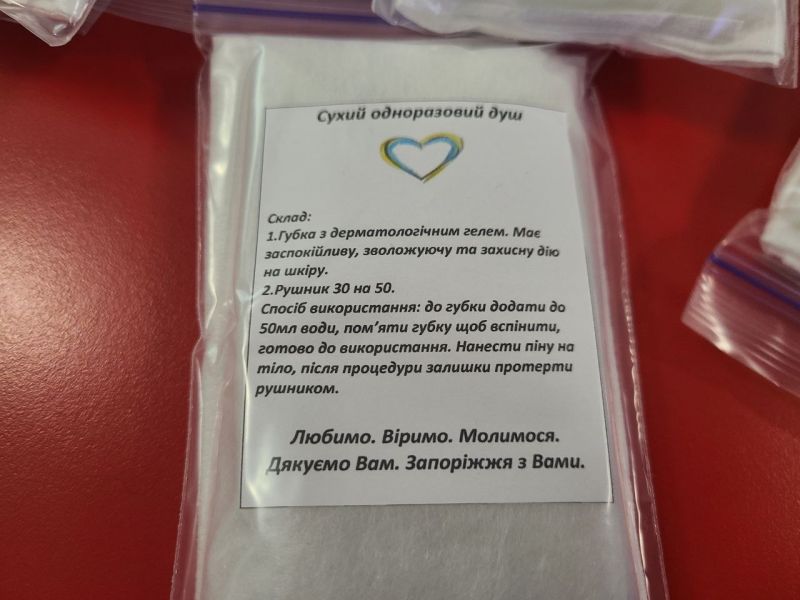 Сухий одноразовий душ
Склад:
1.Губка з дерматологічним гелем. Має
заспокійливу, зволожуючу та захисну дію
на шкіру.
2.Рушник 30 на 50.
Спосіб використання: до губки додати до
50мл води, пом’яти губку щоб вспінити,
готово до використання. Нанести піну на
тіло, після процедури залишки протерти
рушником.
Любимо. Віримо. Молимося.
Дякуємо Вам. Запоріжжя з Вами.